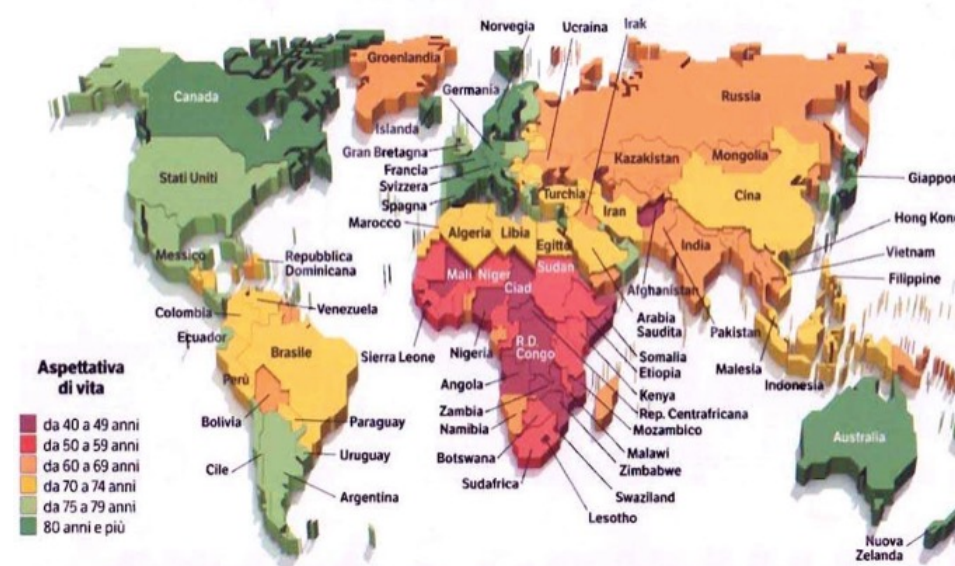 Norvegia
Ucraina
Irak
Groenlandia
Canada
Germania
Russia
Islanda
Gran Bretagna
Francia
Svizzera
Spagna
Marocco
Stati Uniti
Kazakistan
Mongolia
Turchia
Iran
Cina
Giappon
Algeria
Libia
Egitto
India
Hong Kong
Vietnam
Filippine
Messico
Repubblica
Dominicana
Mali
Niger
Ciad
Sudan
Afghanistan
Colombia
Venezuela
Arabia
Saudita
Pakistan
Ecuador
Brasile
Sierra Leone
Nigeria
R.D.
Congo
Somalia
Etiopia
Malesia
Indonesia
Perù
Angola
Kenya
Rep. Centrafricana
Mozambico
Zambia
Namibia
Bolivia
Paraguay
Malawi
Zimbabwe
Botswana
Australia
Cile
Uruguay
Sudafrica
Swaziland
Argentina
Lesotho
Nuova
Zelanda
Aspettativa
di vita
da 40 a 49 anni
da 50 a 59 anni
da 60 a 69 anni
da 70 a 74 anni
da 75 a 79 anni
80 anni e più